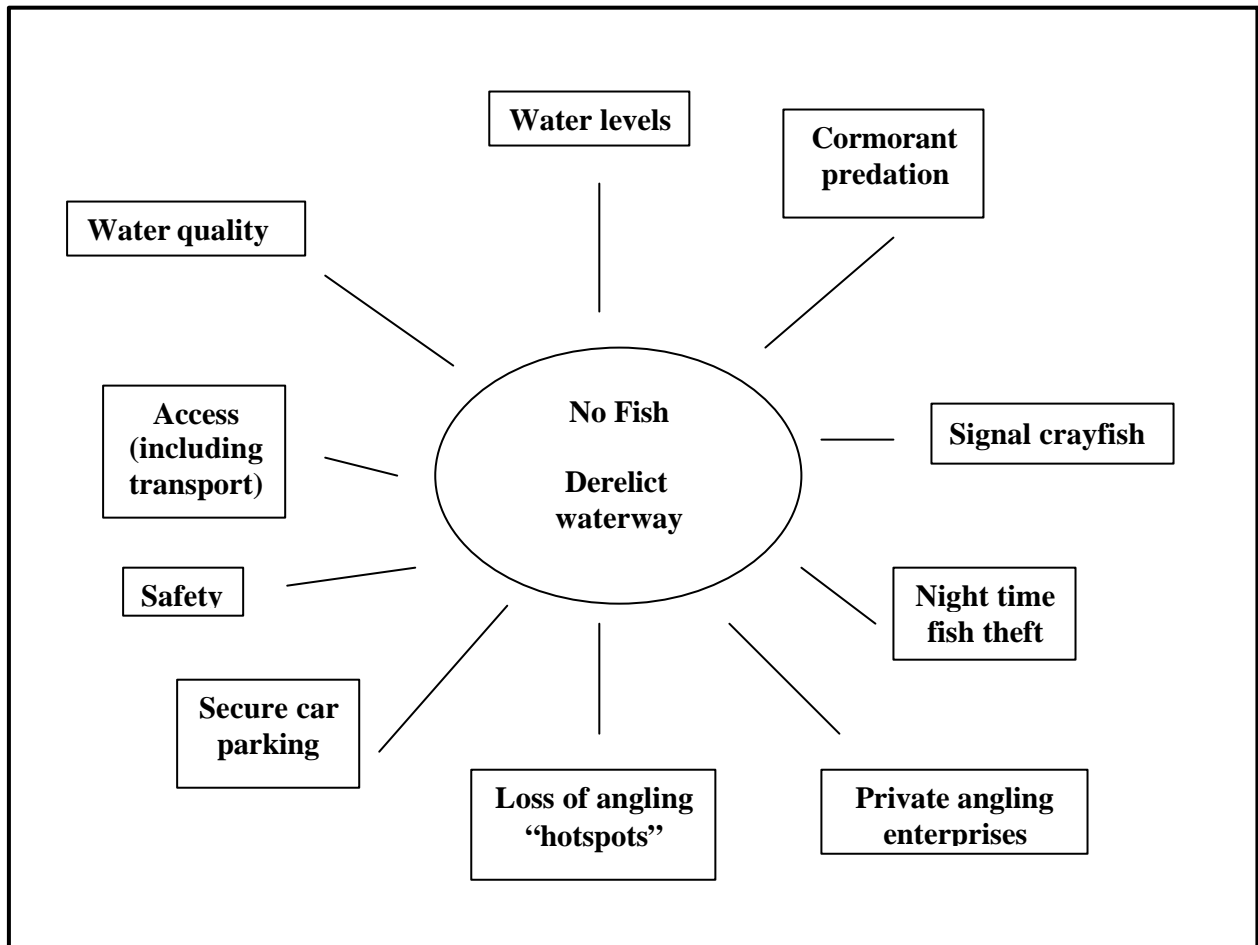 Water levels
Cormorant
predation
Water quality
Access
(including
transport)
No Fish
Derelict
waterway
Signal crayfish
Safety
Night time
fish theft
Secure car
parking
Loss of angling
“hotspots”
Private angling
enterprises